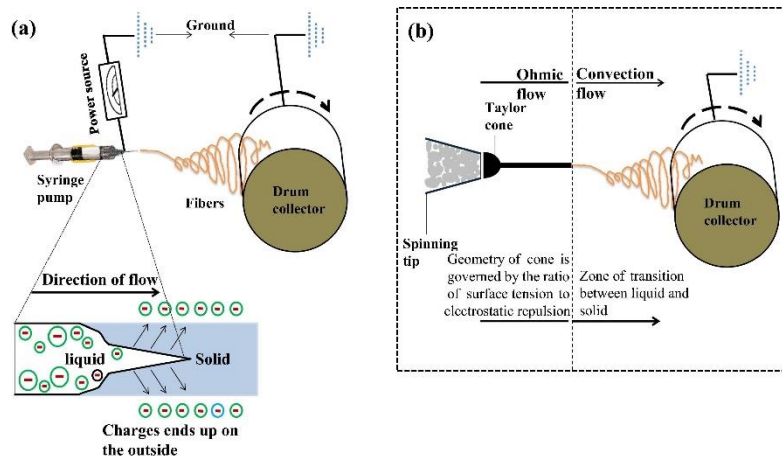 (a)
Ground
Power source
Syringe
pump
Fibers
Drum
collector
Direction of flow
liquid
Solid
Charges ends up on
the outside
(b)
Ohmic
flow
Convection
flow
Taylor
cone
Drum
collector
Spinning
tip
Geometry of cone is
governed by the ratio
of surface tension to
electrostatic repulsion
Zone of transition
between liquid and
solid